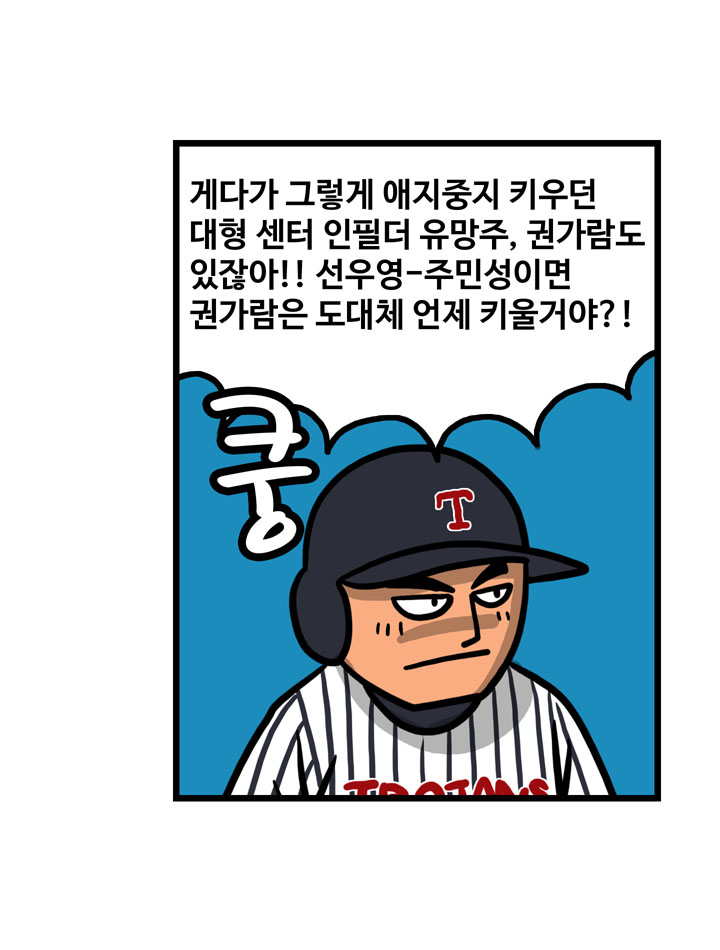 게다가 그렇게 애지중지 키우던
대형 센터 인필더 유망주, 권가람도
있잖아!! 선우영-주민성이면
권가람은 도대체 언제 키울거야?!
쿵
T
TROJANS